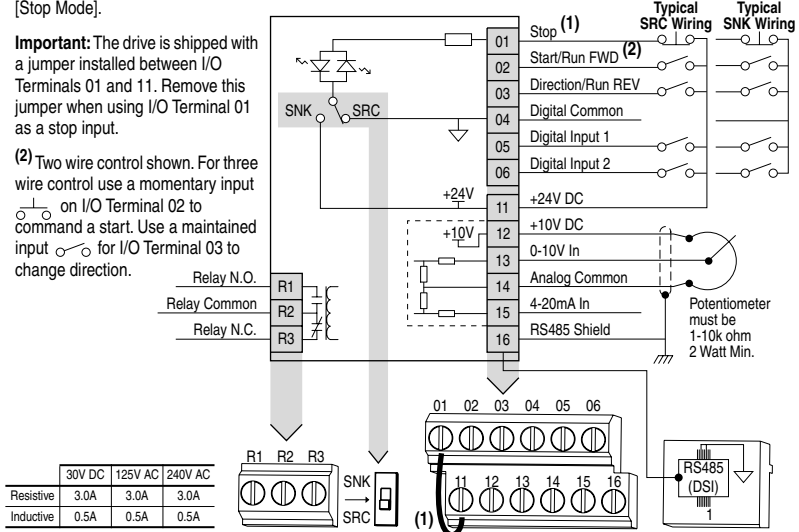 [Stop Mode].
Important: The drive is shipped with
a jumper installed between I/O
Terminals 01 and 11. Remove this
jumper when using I/O Terminal 01
as a stop input.
(2) Two wire control shown. For three
wire control use a momentary input
on I/O Terminal 02 to
command a start. Use a maintained
input for I/O Terminal 03 to
change direction.
Typical
SRC Wiring
Typical
SNK Wiring
SNK
SRC
+24V
+10V
01 Stop (1)
02 Start/Run FWD (2)
03 Direction/Run REV
04 Digital Common
05 Digital Input 1
06 Digital Input 2
11 +24V DC
12 +10V DC
13 0-10V In
14 Analog Common
15 4-20mA In
16 RS485 Shield
Potentiometer
must be
1-10k ohm
2 Watt Min.
Relay N.O. R1
Relay Common R2
Relay N.C. R3
30V DC 125V AC 240V AC
Resistive 3.0A 3.0A 3.0A
Inductive 0.5A 0.5A 0.5A
R1 R2 R3
SNK
SRC
01 02 03 04 05 06
11 12 13 14 15 16
(1)
RS485
(DSI)
1